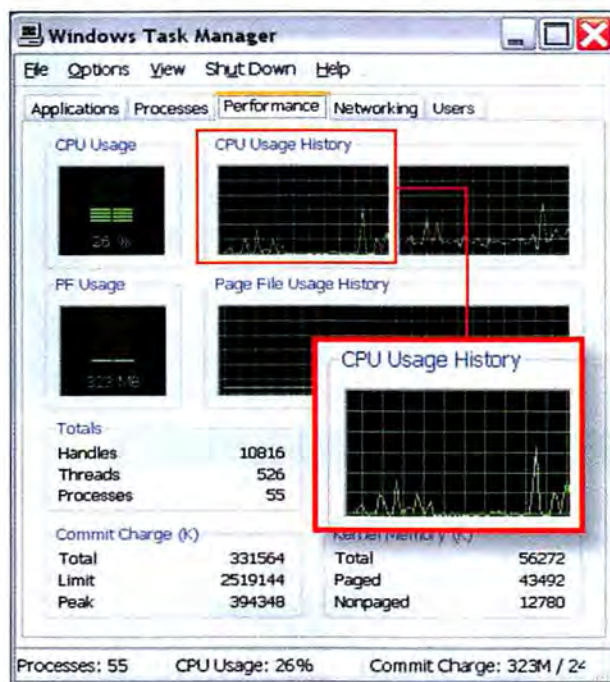 Windows Task Manager
File Options View Shut Down Help
Applications Processes Performance Networking Users
CPU Usage
CPU Usage History
26 %
PF Usage
Page File Usage History
323 MB
CPU Usage History
Totals
Handles 10816
Threads 526
Processes 55
Commit Charge (K)
Total 331564
Limit 2519144
Peak 394348
Kernel Memory (K)
Total 56272
Paged 43492
Nonpaged 12780
Processes: 55 CPU Usage: 26% Commit Charge: 323M / 24